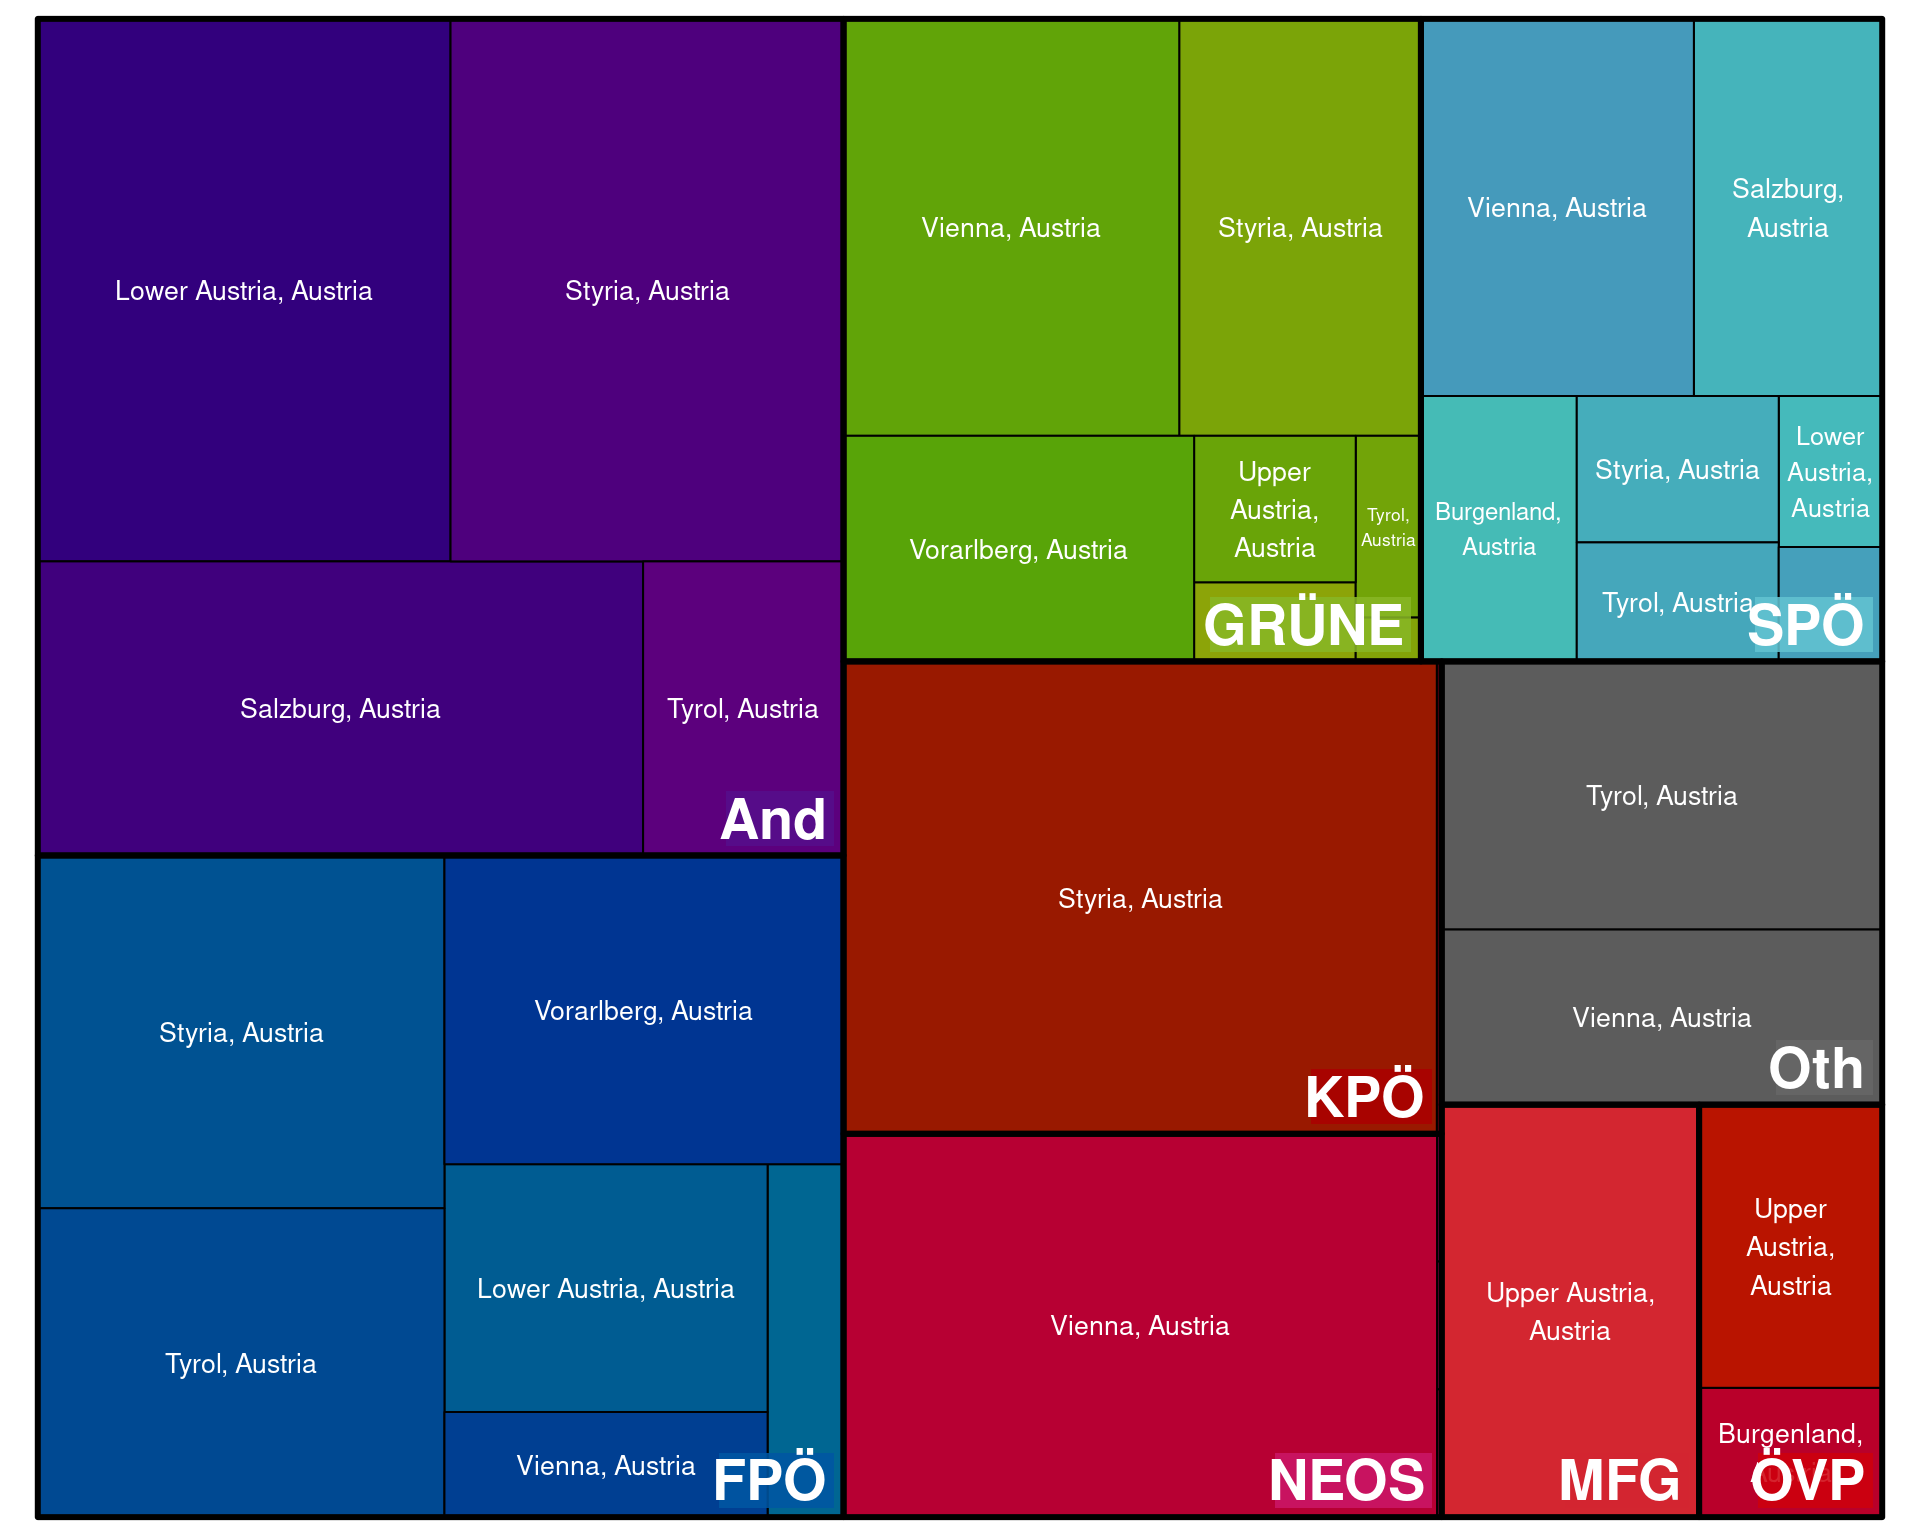 Lower Austria, Austria
Styria, Austria
Salzburg, Austria
Tyrol, Austria
And
Styria, Austria
Vorarlberg, Austria
Tyrol, Austria
Lower Austria, Austria
Vienna, Austria
FPÖ
Vienna, Austria
Styria, Austria
Vorarlberg, Austria
Upper
Austria,
Austria
Tyrol,
Austria
GRÜNE
Vienna, Austria
Salzburg,
Austria
Burgenland,
Austria
Styria, Austria
Tyrol, Austria
Lower
Austria,
Austria
SPÖ
Styria, Austria
KPÖ
Vienna, Austria
NEOS
Tyrol, Austria
Vienna, Austria
Oth
Upper Austria,
Austria
MFG
Upper
Austria,
Austria
Burgenland,
ÖVP